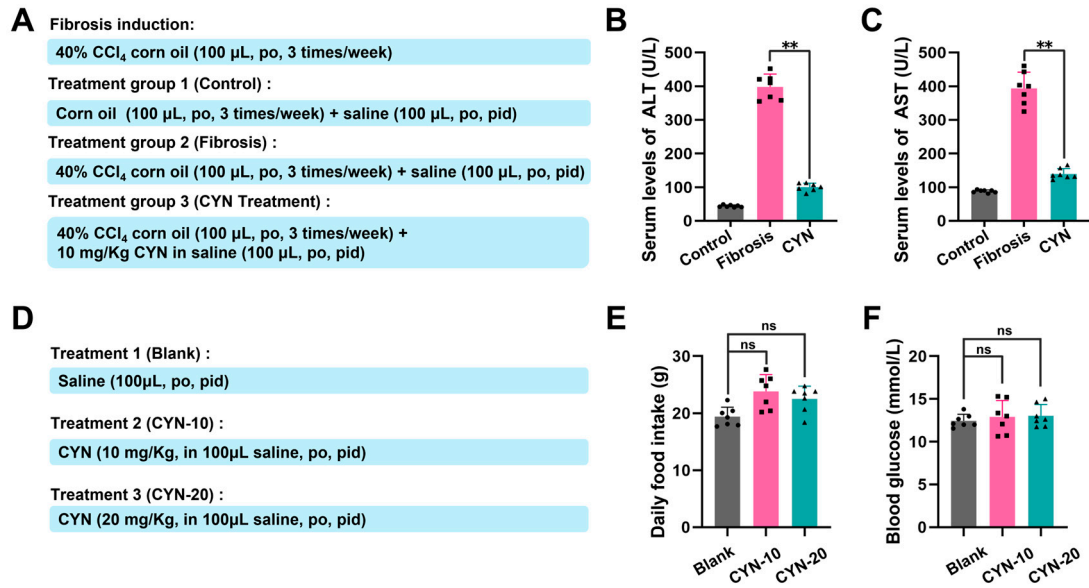 A
Fibrosis induction:
40% CCl₄ corn oil (100 μL, po, 3 times/week)
Treatment group 1 (Control) :
Corn oil (100 μL, po, 3 times/week) + saline (100 μL, po, pid)
Treatment group 2 (Fibrosis) :
40% CCl₄ corn oil (100 μL, po, 3 times/week) + saline (100 μL, po, pid)
Treatment group 3 (CYN Treatment) :
40% CCl₄ corn oil (100 μL, po, 3 times/week) +
10 mg/Kg CYN in saline (100 μL, po, pid)
B
Serum levels of ALT (U/L)
500
400
300
200
100
0
**
Control
Fibrosis
CYN
C
Serum levels of AST (U/L)
500
400
300
200
100
0
**
Control
Fibrosis
CYN
D
Treatment 1 (Blank) :
Saline (100μL, po, pid)
Treatment 2 (CYN-10) :
CYN (10 mg/Kg, in 100μL saline, po, pid)
Treatment 3 (CYN-20) :
CYN (20 mg/Kg, in 100μL saline, po, pid)
E
Daily food intake (g)
30
20
10
0
ns
ns
Blank
CYN-10
CYN-20
F
Blood glucose (mmol/L)
20
15
10
5
0
ns
ns
Blank
CYN-10
CYN-20